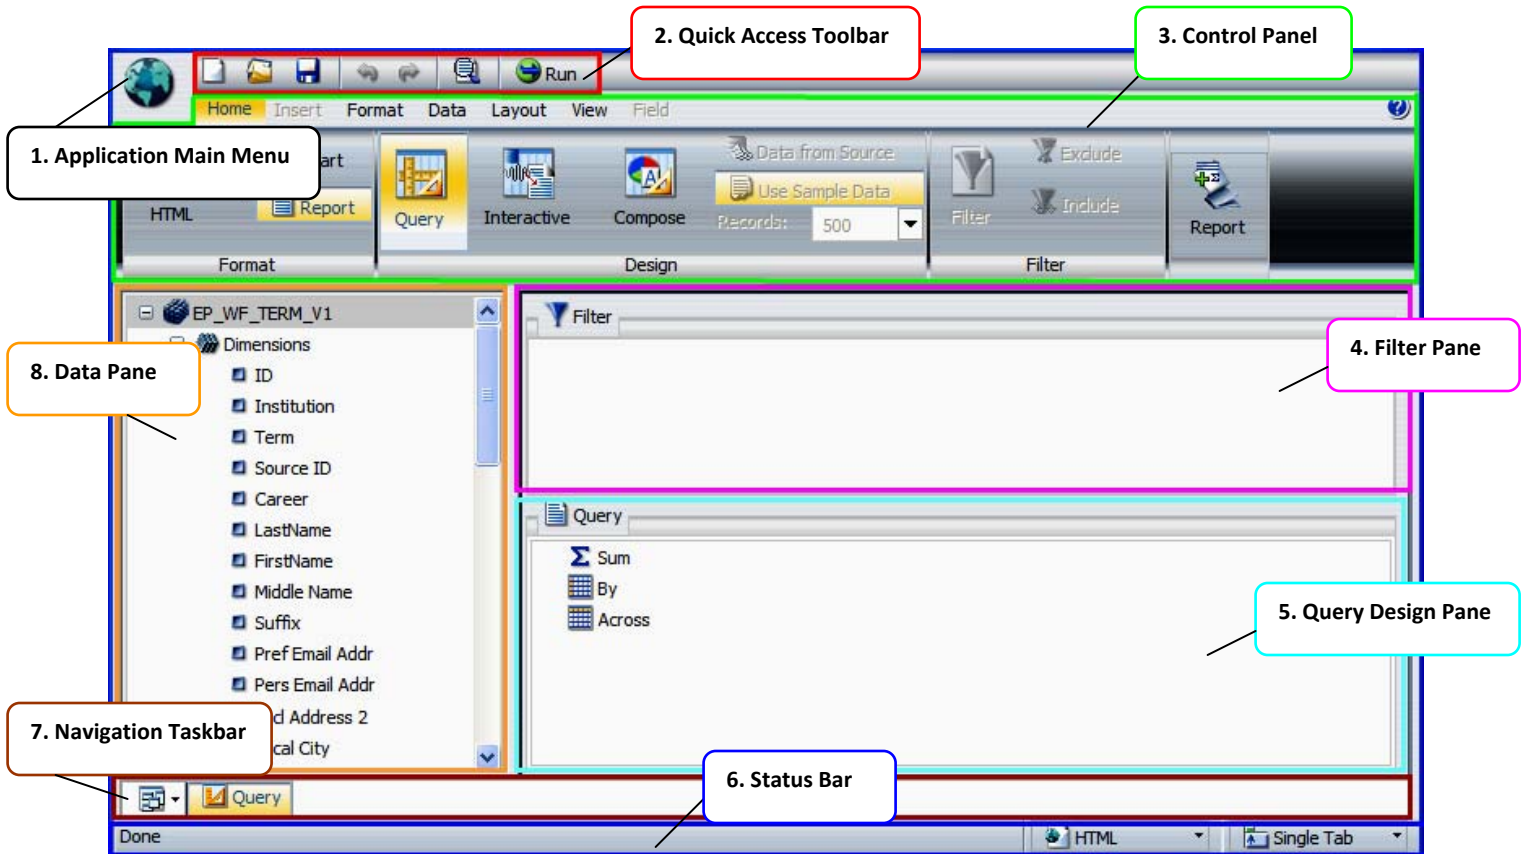 2. Quick Access Toolbar
3. Control Panel
Run
Home Insert Format Data Layout View Field
1. Application Main Menu
art
HTML
Report
Query
Interactive
Compose
Data from Source
Use Sample Data
Records: 500
Filter
Exclude
Include
Report
Format
Design
Filter
EP_WF_TERM_V1
Dimensions
ID
Institution
Term
Source ID
Career
LastName
FirstName
Middle Name
Suffix
Pref Email Addr
Pers Email Addr
d Address 2
cal City
8. Data Pane
Filter
4. Filter Pane
Query
Sum
By
Across
5. Query Design Pane
7. Navigation Taskbar
6. Status Bar
Query
Done
HTML
Single Tab